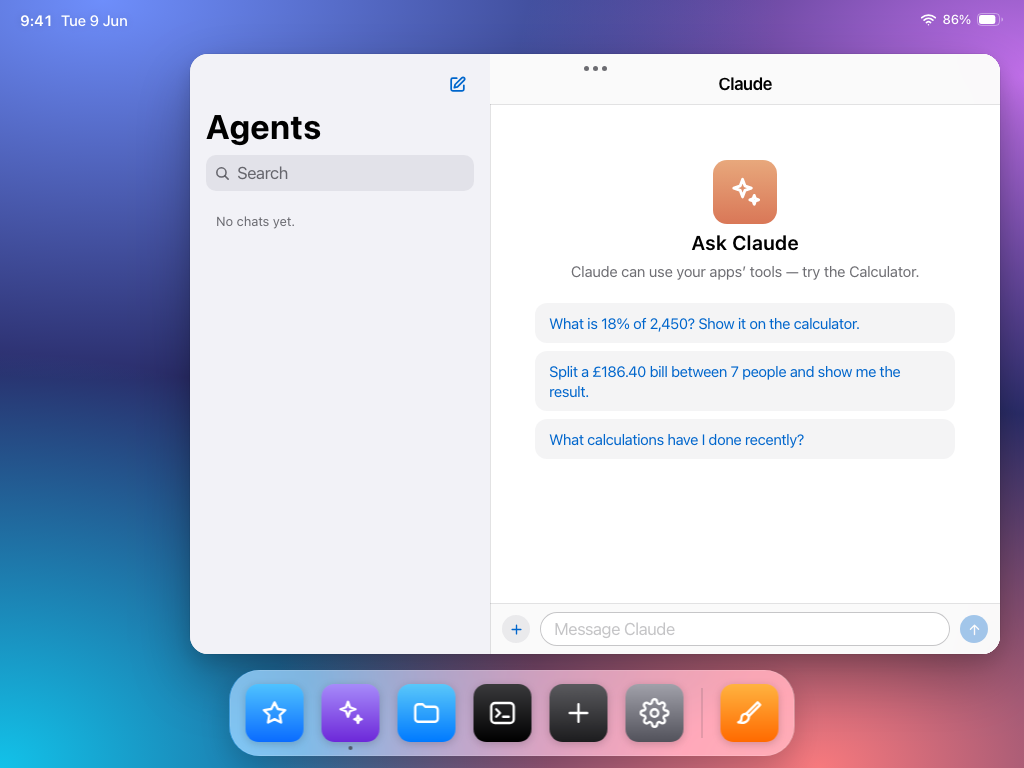 9:41 Tue 9 Jun
86%
Claude
Agents
Search
No chats yet.
Ask Claude
Claude can use your apps’ tools — try the Calculator.
What is 18% of 2,450? Show it on the calculator.
Split a £186.40 bill between 7 people and show me the
result.
What calculations have I done recently?
Message Claude